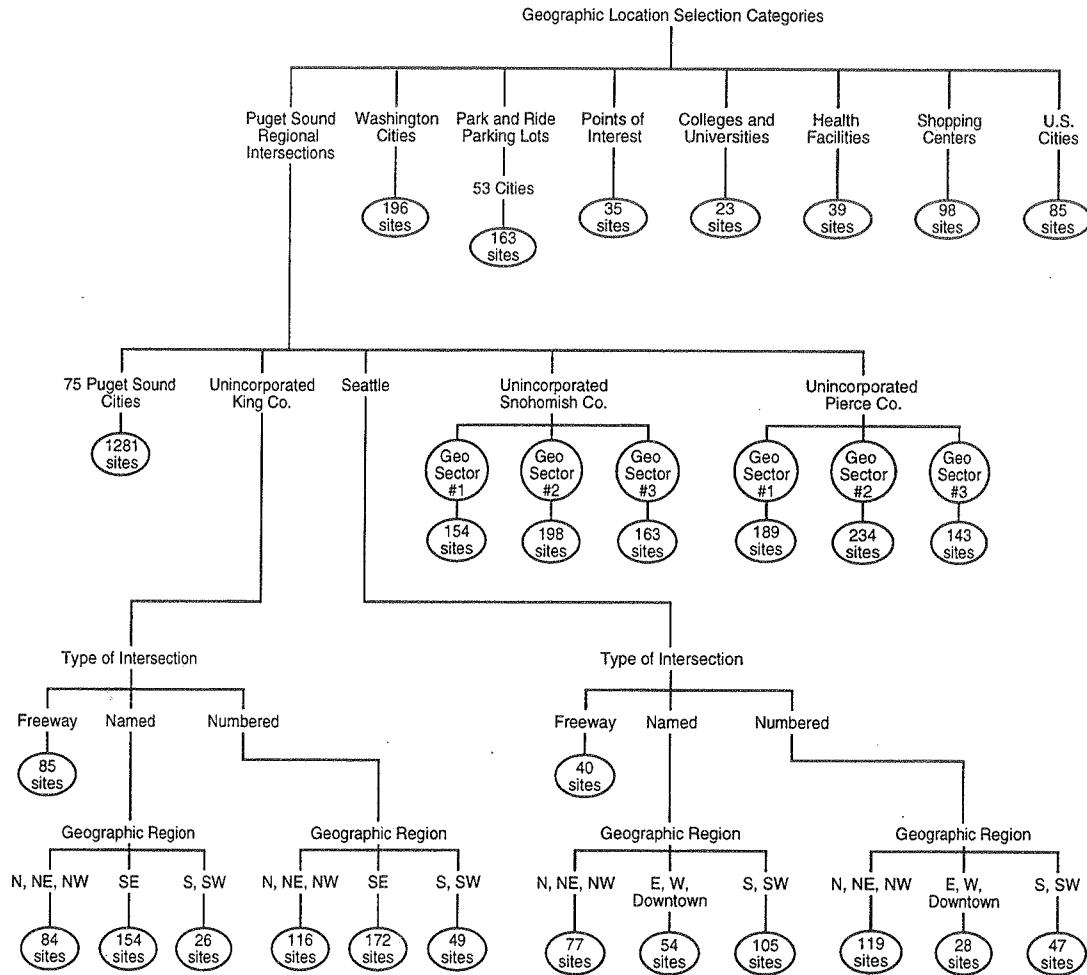 Geographic Location Selection Categories
Puget Sound
Regional
Intersections
Washington
Cities
196
sites
Park and Ride
Parking Lots
53 Cities
163
sites
Points of
Interest
35
sites
Colleges and
Universities
23
sites
Health
Facilities
39
sites
Shopping
Centers
98
sites
U.S.
Cities
85
sites
75 Puget Sound
Cities
1281
sites
Unincorporated
King Co.
Seattle
Unincorporated
Snohomish Co.
Geo
Sector
#1
154
sites
Geo
Sector
#2
198
sites
Geo
Sector
#3
163
sites
Unincorporated
Pierce Co.
Geo
Sector
#1
189
sites
Geo
Sector
#2
234
sites
Geo
Sector
#3
143
sites
Type of Intersection
Freeway
85
sites
Named
Numbered
Geographic Region
N, NE, NW
84
sites
SE
154
sites
S, SW
26
sites
Geographic Region
N, NE, NW
116
sites
SE
172
sites
S, SW
49
sites
Type of Intersection
Freeway
40
sites
Named
Numbered
Geographic Region
N, NE, NW
77
sites
E, W,
Downtown
54
sites
S, SW
105
sites
Geographic Region
N, NE, NW
119
sites
E, W,
Downtown
28
sites
S, SW
47
sites